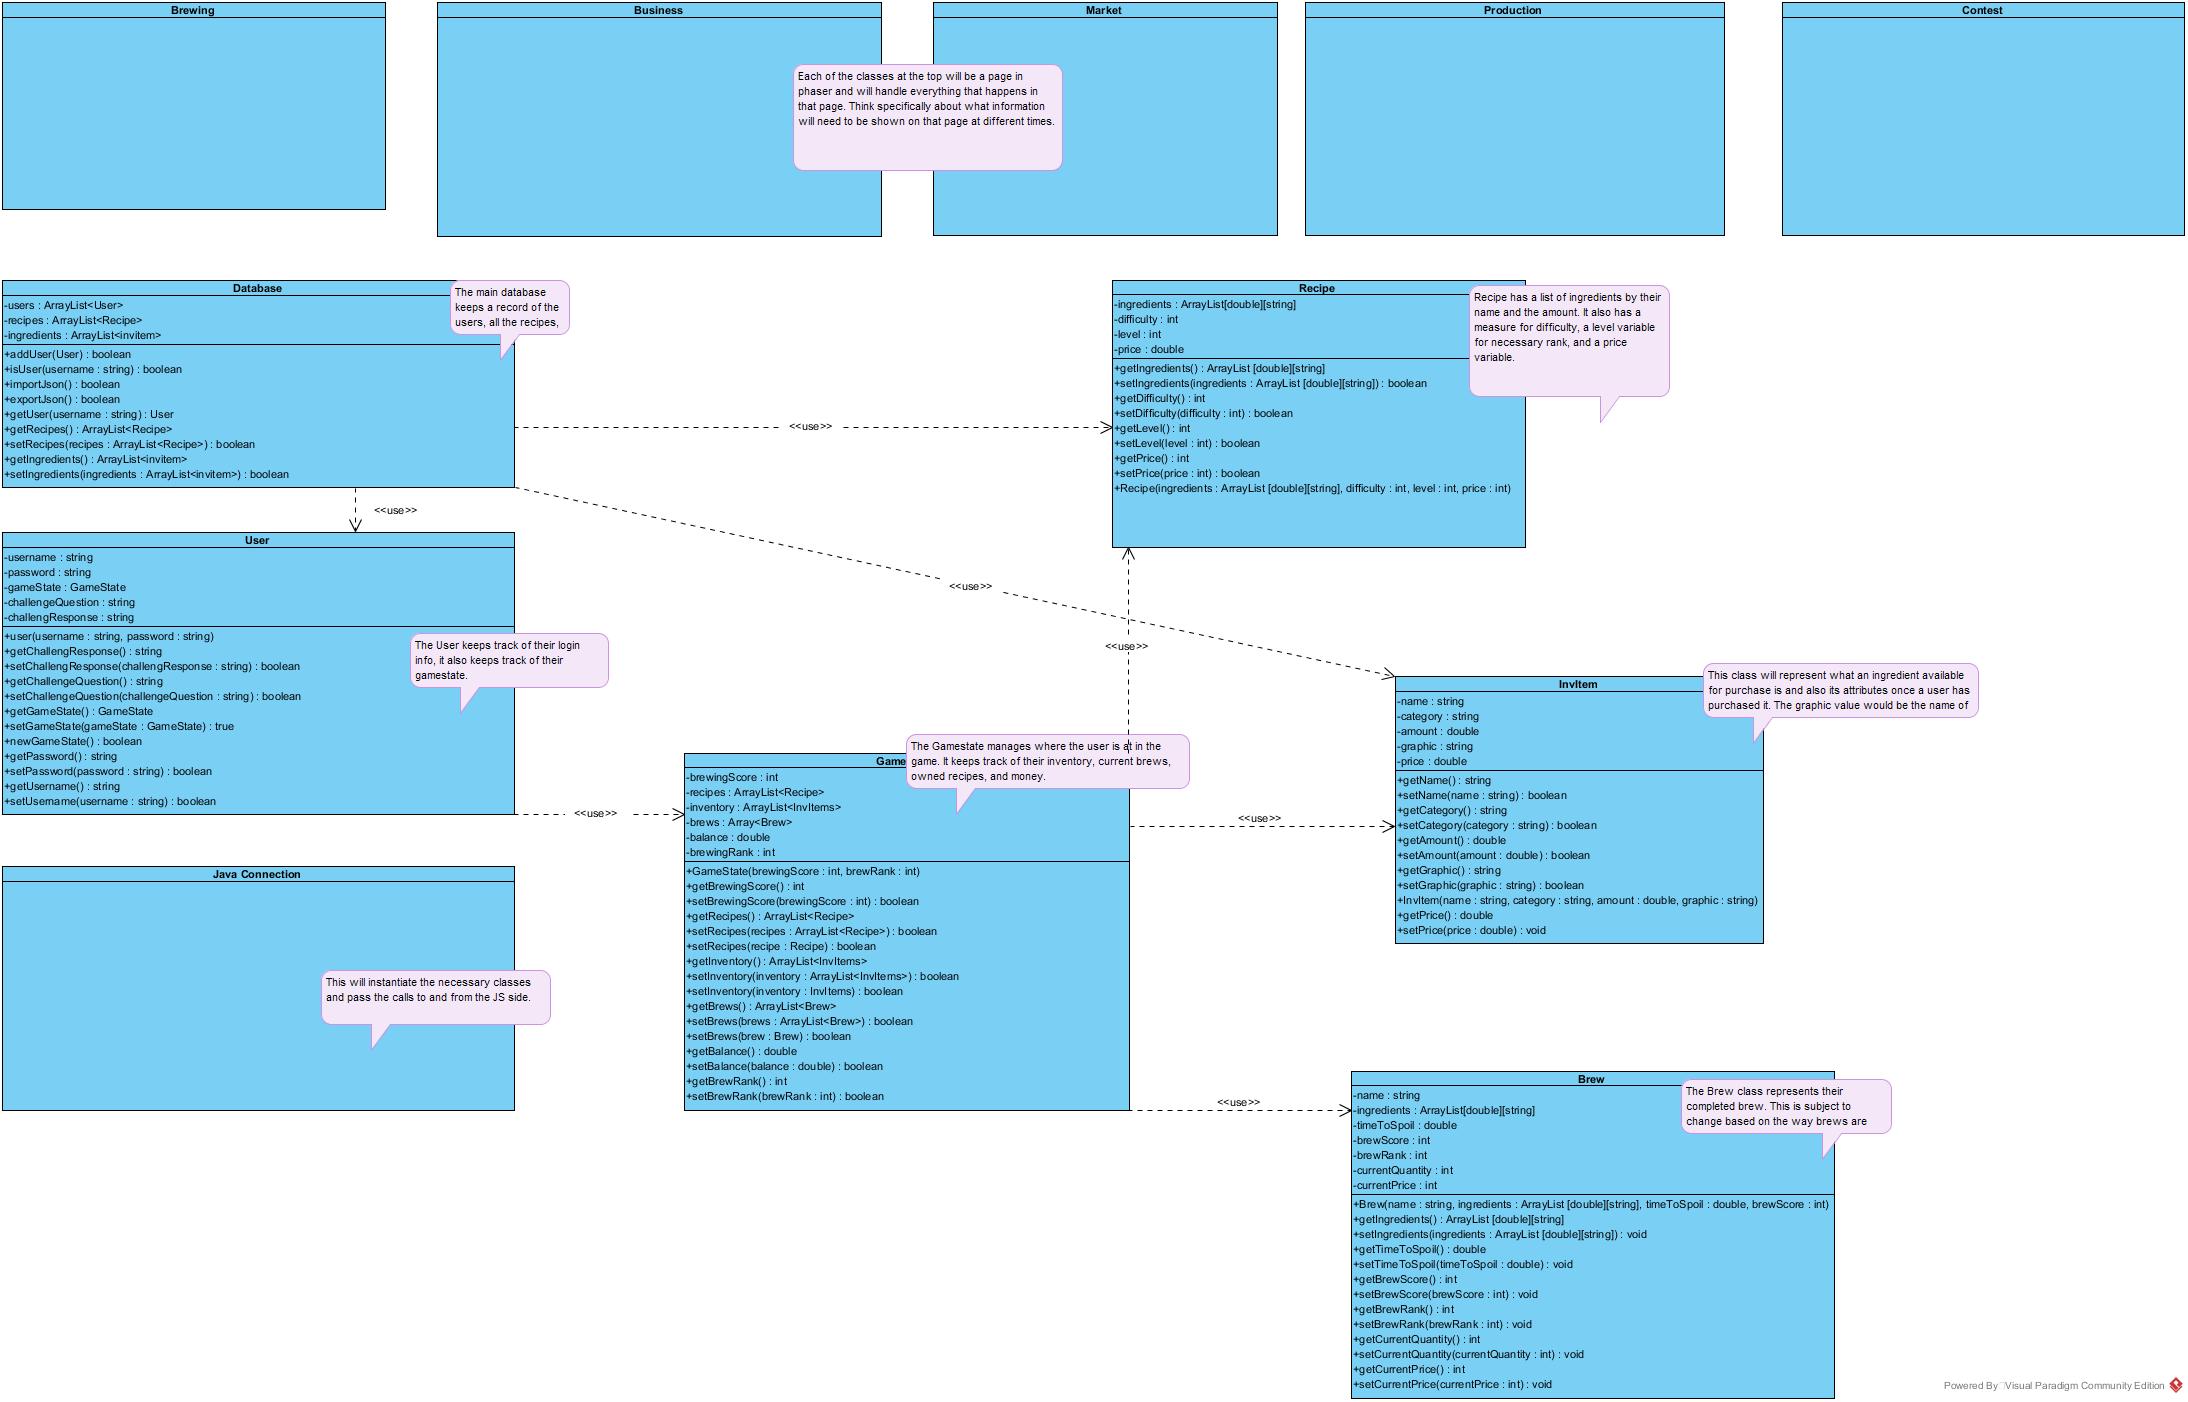 Brewing
Business
Market
Production
Contest
Each of the classes at the top will be a page in
phaser and will handle everything that happens in
that page. Think specifically about what information
will need to be shown on that page at different times.
Database
-users : ArrayList<User>
-recipes : ArrayList<Recipe>
-ingredients : ArrayList<invitem>
+addUser(User) : boolean
+isUser(username : string) : boolean
+importJson() : boolean
+exportJson() : boolean
+getUser(username : string) : User
+getRecipes() : ArrayList<Recipe>
+setRecipes(recipes : ArrayList<Recipe>) : boolean
+getIngredients() : ArrayList<invitem>
+setIngredients(ingredients : ArrayList<invitem>) : boolean
The main database
keeps a record of the
users, all the recipes,
<<use>>
Recipe
-ingredients : ArrayList[double][string]
-difficulty : int
-level : int
-price : double
+getIngredients() : ArrayList [double][string]
+setIngredients(ingredients : ArrayList [double][string]) : boolean
+getDifficulty() : int
+setDifficulty(difficulty : int) : boolean
+getLevel() : int
+setLevel(level : int) : boolean
+getPrice() : int
+setPrice(price : int) : boolean
+Recipe(ingredients : ArrayList [double][string], difficulty : int, level : int, price : int)
Recipe has a list of ingredients by their
name and the amount. It also has a
measure for difficulty, a level variable
for necessary rank, and a price
variable.
<<use>>
<<use>>
<<use>>
User
-username : string
-password : string
-gameState : GameState
-challengeQuestion : string
-challengResponse : string
+user(username : string, password : string)
+getChallengResponse() : string
+setChallengResponse(challengResponse : string) : boolean
+getChallengeQuestion() : string
+setChallengeQuestion(challengeQuestion : string) : boolean
+getGameState() : GameState
+setGameState(gameState : GameState) : true
+newGameState() : boolean
+getPassword() : string
+setPassword(password : string) : boolean
+getUsername() : string
+setUsername(username : string) : boolean
The User keeps track of their login
info, it also keeps track of their
gamestate.
<<use>>
Game
-brewingScore : int
-recipes : ArrayList<Recipe>
-inventory : ArrayList<InvItems>
-brews : Array<Brew>
-balance : double
-brewingRank : int
+GameState(brewingScore : int, brewRank : int)
+getBrewingScore() : int
+setBrewingScore(brewingScore : int) : boolean
+getRecipes() : ArrayList<Recipe>
+setRecipes(recipes : ArrayList<Recipe>) : boolean
+setRecipes(recipe : Recipe) : boolean
+getInventory() : ArrayList<InvItems>
+setInventory(inventory : ArrayList<InvItems>) : boolean
+setInventory(inventory : InvItems) : boolean
+getBrews() : ArrayList<Brew>
+setBrews(brews : ArrayList<Brew>) : boolean
+setBrews(brew : Brew) : boolean
+getBalance() : double
+setBalance(balance : double) : boolean
+getBrewRank() : int
+setBrewRank(brewRank : int) : boolean
The Gamestate manages where the user is at in the
game. It keeps track of their inventory, current brews,
owned recipes, and money.
<<use>>
InvItem
-name : string
-category : string
-amount : double
-graphic : string
-price : double
+getName() : string
+setName(name : string) : boolean
+getCategory() : string
+setCategory(category : string) : boolean
+getAmount() : double
+setAmount(amount : double) : boolean
+getGraphic() : string
+setGraphic(graphic : string) : boolean
+InvItem(name : string, category : string, amount : double, graphic : string)
+getPrice() : double
+setPrice(price : double) : void
This class will represent what an ingredient available
for purchase is and also its attributes once a user has
purchased it. The graphic value would be the name of
Java Connection
This will instantiate the necessary classes
and pass the calls to and from the JS side.
<<use>>
Brew
-name : string
-ingredients : ArrayList[double][string]
-timeToSpoil : double
-brewScore : int
-brewRank : int
-currentQuantity : int
-currentPrice : int
+Brew(name : string, ingredients : ArrayList [double][string], timeToSpoil : double, brewScore : int)
+getIngredients() : ArrayList [double][string]
+setIngredients(ingredients : ArrayList [double][string]) : void
+getTimeToSpoil() : double
+setTimeToSpoil(timeToSpoil : double) : void
+getBrewScore() : int
+setBrewScore(brewScore : int) : void
+getBrewRank() : int
+setBrewRank(brewRank : int) : void
+getCurrentQuantity() : int
+setCurrentQuantity(currentQuantity : int) : void
+getCurrentPrice() : int
+setCurrentPrice(currentPrice : int) : void
The Brew class represents their
completed brew. This is subject to
change based on the way brews are
Powered By Visual Paradigm Community Edition